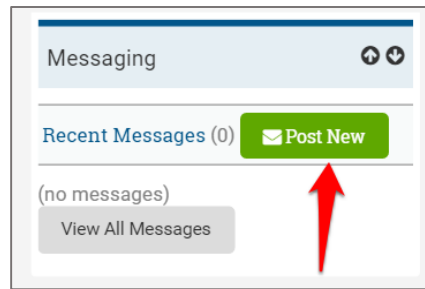 Messaging
Recent Messages (0) Post New
(no messages)
View All Messages